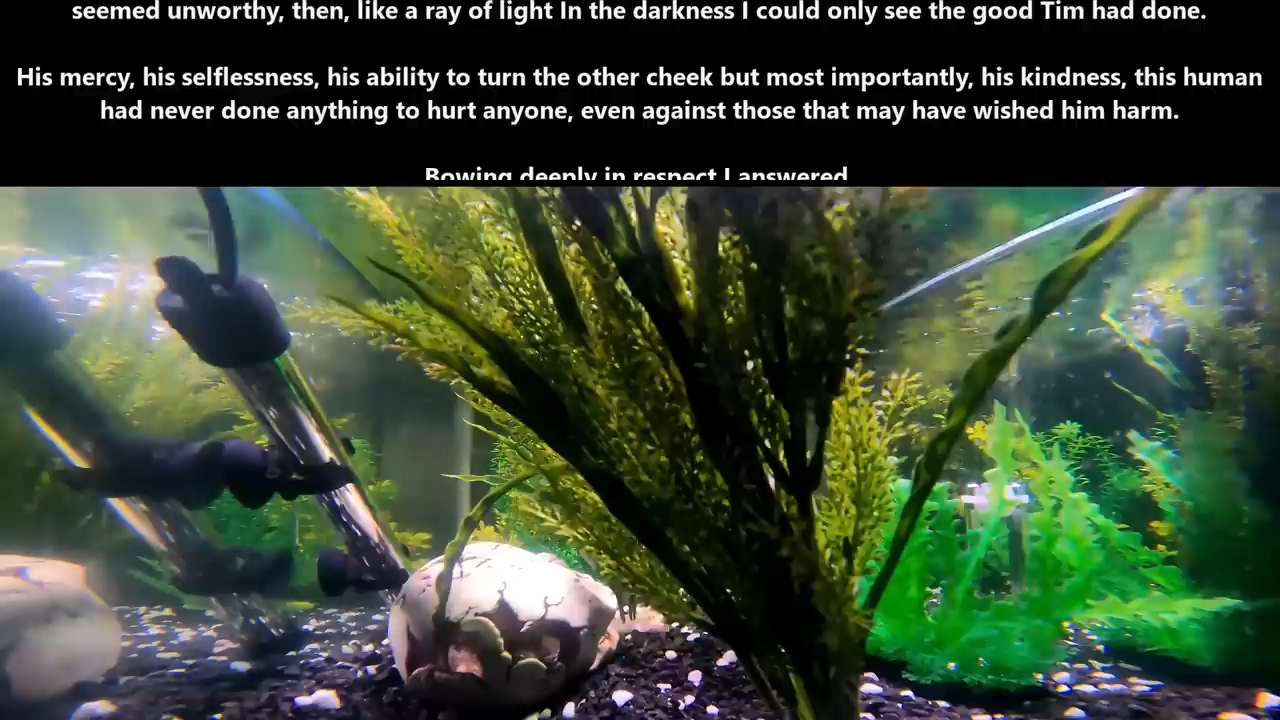 seemed unworthy, then, like a ray of light In the darkness I could only see the good Tim had done.
His mercy, his selflessness, his ability to turn the other cheek but most importantly, his kindness, this human
had never done anything to hurt anyone, even against those that may have wished him harm.
Bowing deeply in respect I answered